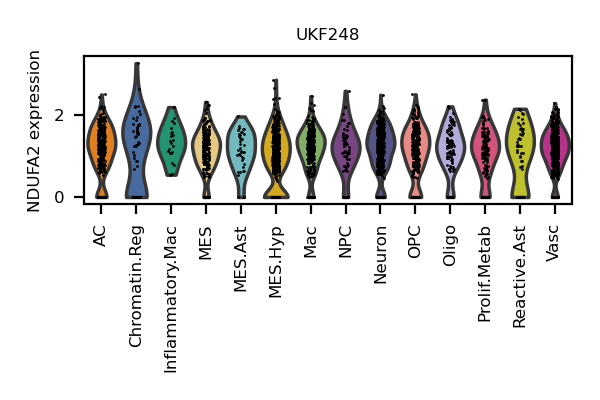 UKF248
NDUFA2 expression
2
0
AC
Chromatin.Reg
Inflammatory.Mac
MES
MES.Ast
MES.Hyp
Mac
NPC
Neuron
OPC
Oligo
Prolif.Metab
Reactive.Ast
Vasc